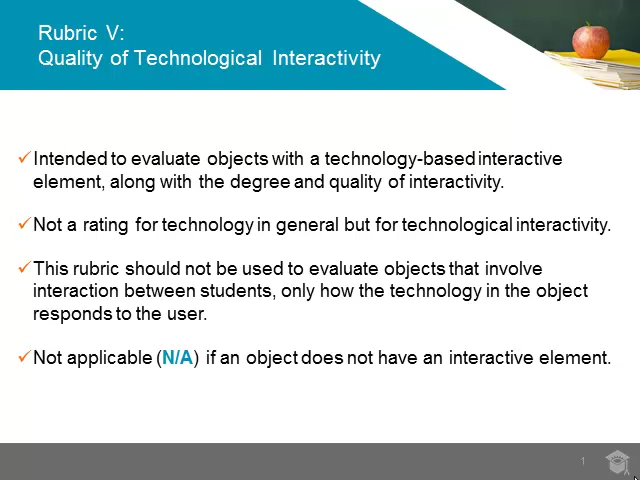 Rubric V:
Quality of Technological Interactivity
Intended to evaluate objects with a technology-based interactive
element, along with the degree and quality of interactivity.
Not a rating for technology in general but for technological interactivity.
This rubric should not be used to evaluate objects that involve
interaction between students, only how the technology in the object
responds to the user.
Not applicable (N/A) if an object does not have an interactive element.
1